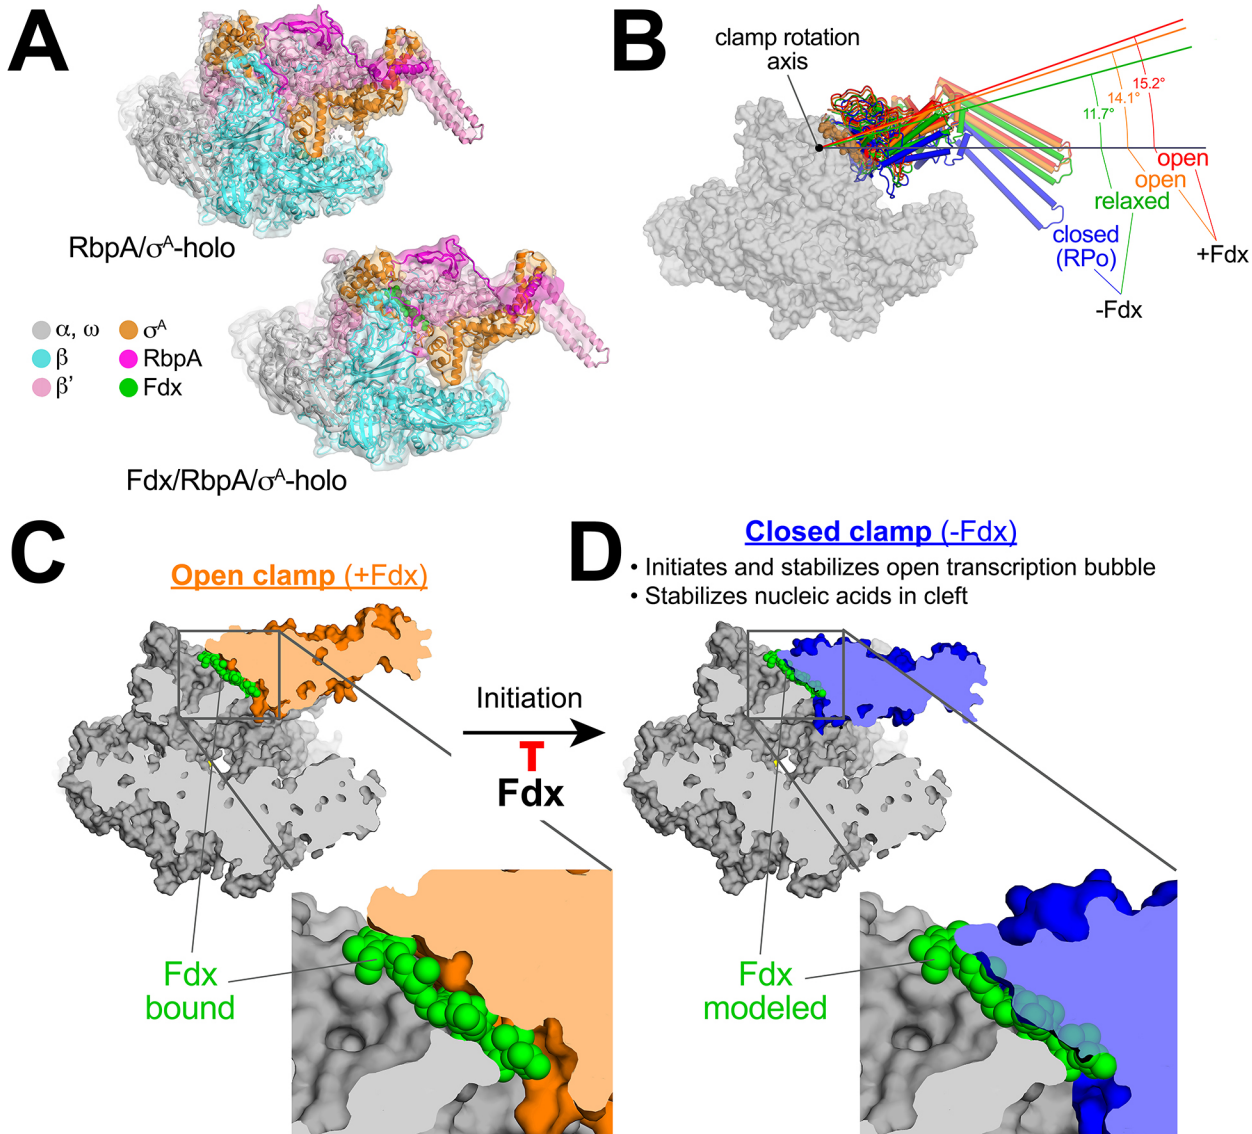 A
RbpA/σᴬ-holo
α, ω
β
β’
σᴬ
RbpA
Fdx
Fdx/RbpA/σᴬ-holo
B
clamp rotation
axis
15.2°
14.1°
11.7°
open
open
relaxed
closed
(RPo)
+Fdx
-Fdx
C
Open clamp (+Fdx)
Initiation
Fdx
Fdx
bound
D
Closed clamp (-Fdx)
• Initiates and stabilizes open transcription bubble
• Stabilizes nucleic acids in cleft
Fdx
modeled